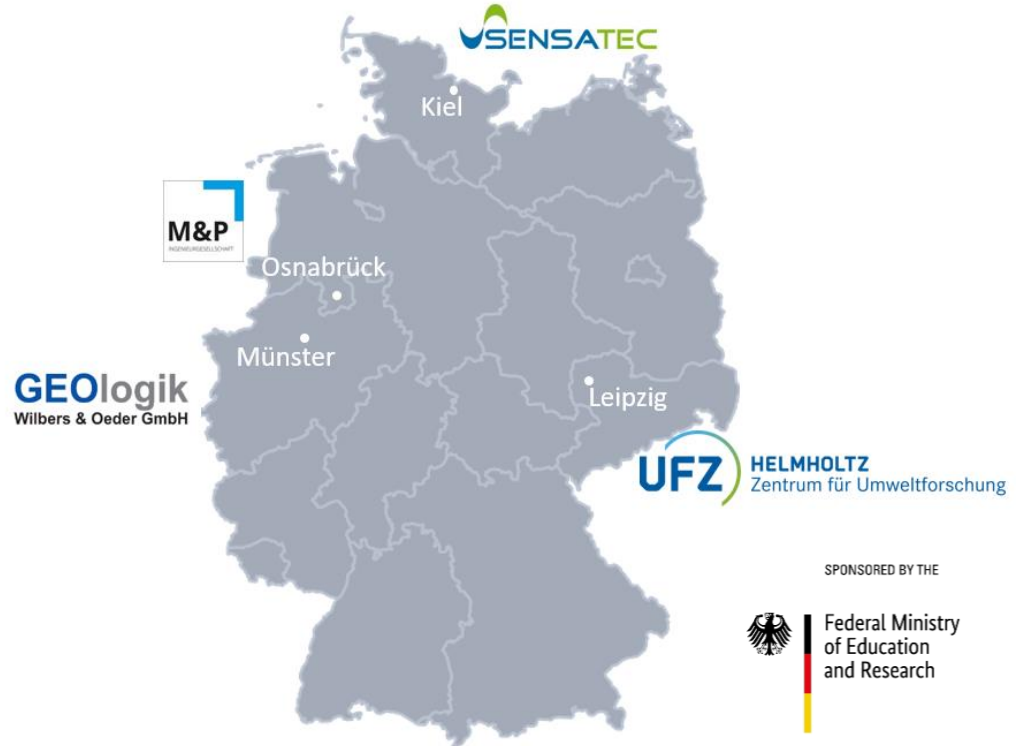 SENSATEC
Kiel
M&P
INGENIEURGESELLSCHAFT
Osnabrück
Münster
GEOlogik
Wilbers & Oeder GmbH
Leipzig
UFZ
HELMHOLTZ
Zentrum für Umweltforschung
SPONSORED BY THE
Federal Ministry
of Education
and Research